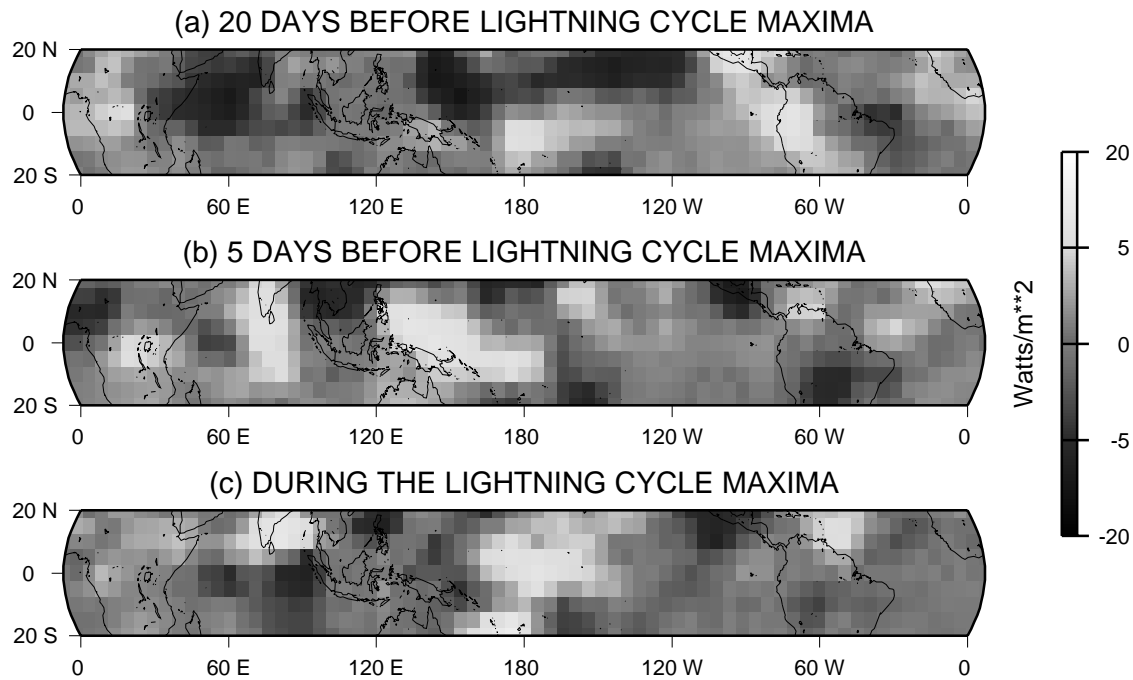 (a) 20 DAYS BEFORE LIGHTNING CYCLE MAXIMA
20 N
0
20 S
0 60 E 120 E 180 120 W 60 W 0
(b) 5 DAYS BEFORE LIGHTNING CYCLE MAXIMA
20 N
0
20 S
0 60 E 120 E 180 120 W 60 W 0
(c) DURING THE LIGHTNING CYCLE MAXIMA
20 N
0
20 S
0 60 E 120 E 180 120 W 60 W 0
Watts/m**2
20
5
0
-5
-20